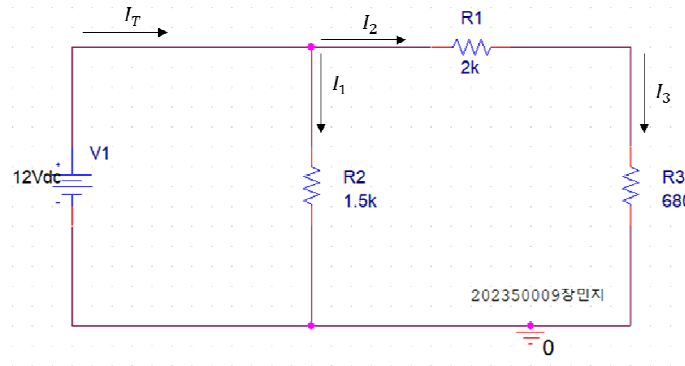 I_T
I_2
R1
2k
I_1
I_3
V1
12Vdc
+
-
R2
1.5k
R3
680
202350009장민지
0